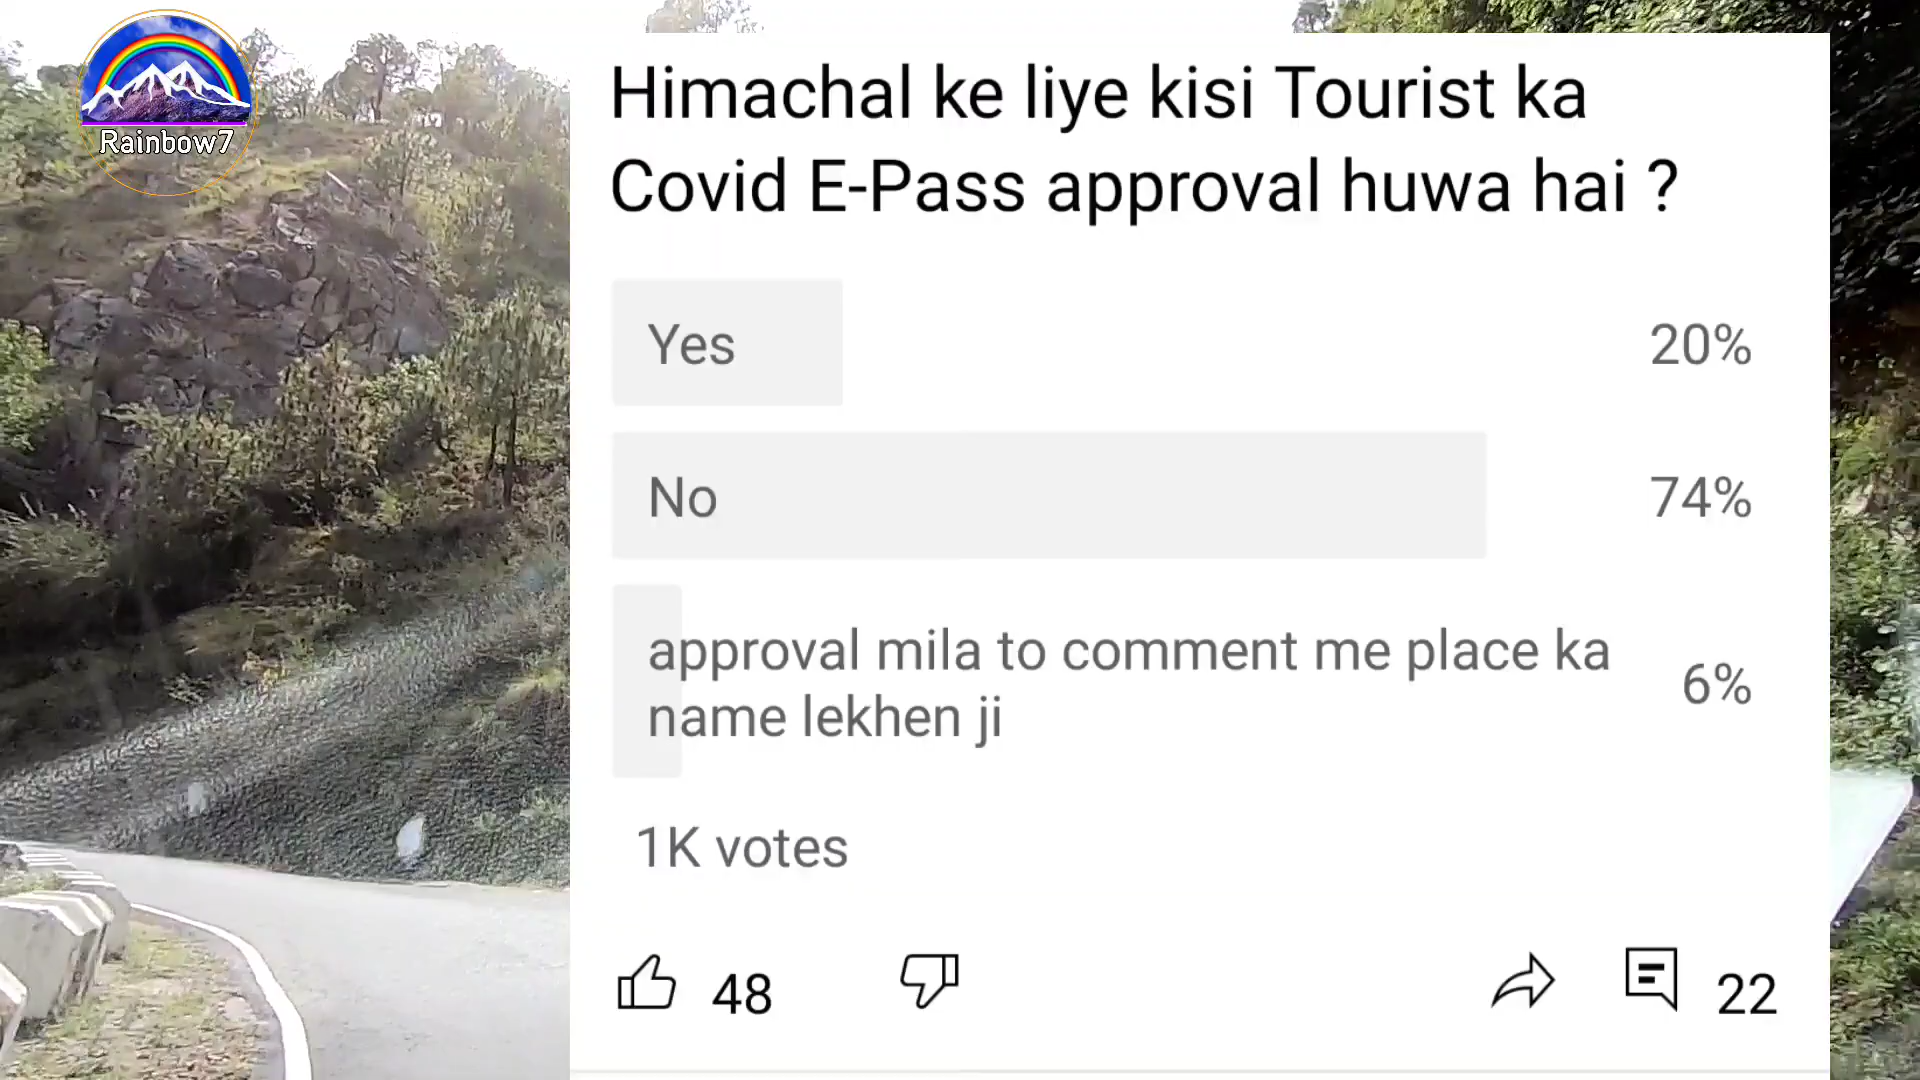 Rainbow7
Himachal ke liye kisi Tourist ka
Covid E-Pass approval huwa hai ?
Yes 20%
No 74%
approval mila to comment me place ka
name lekhen ji 6%
1K votes
48 22